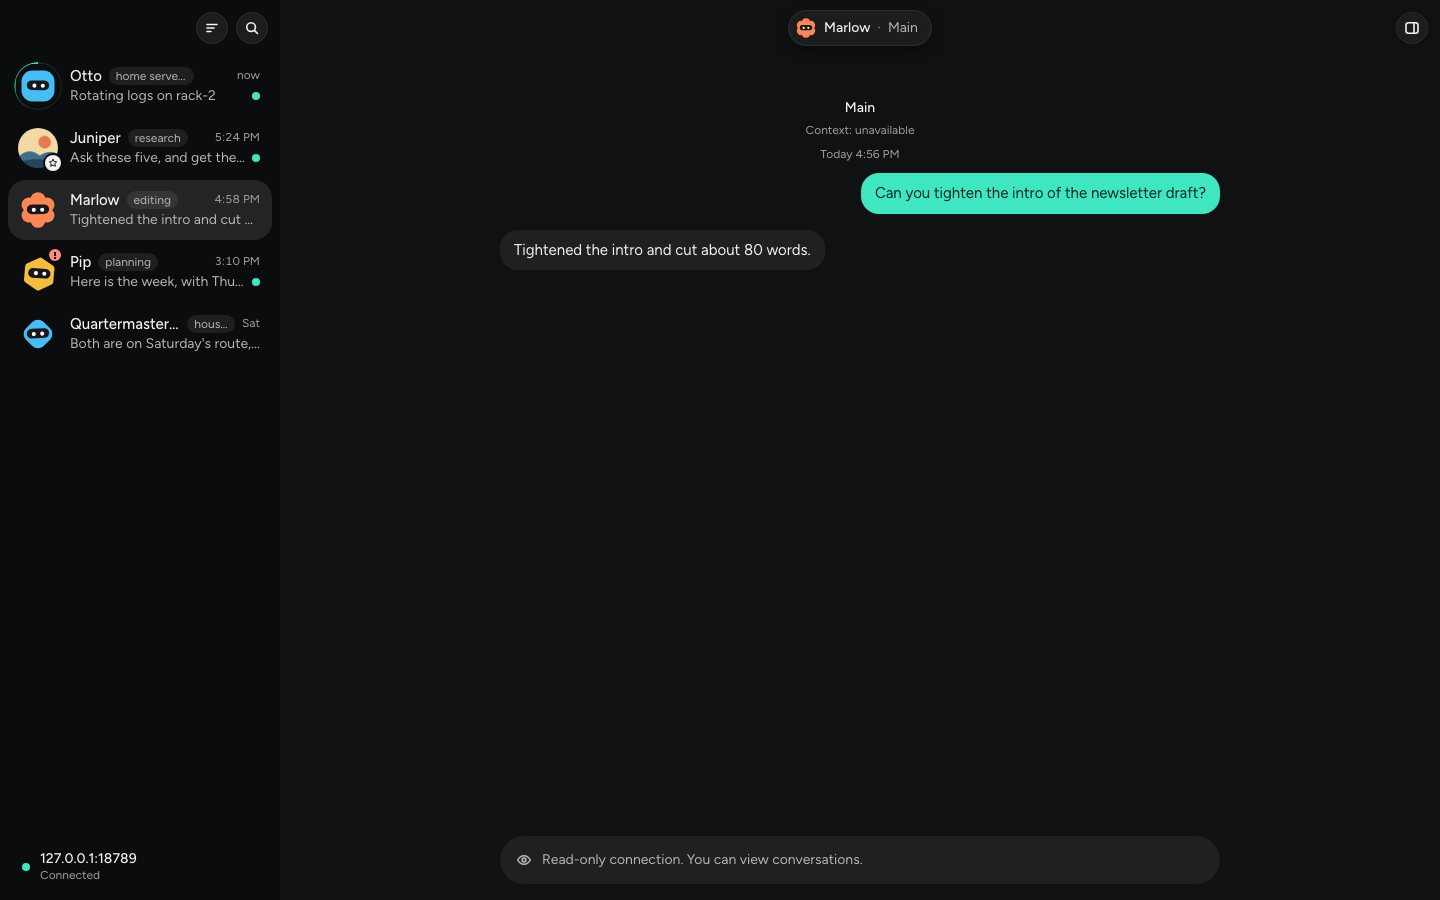 Otto home serve... now
Rotating logs on rack-2
Juniper research 5:24 PM
Ask these five, and get the...
Marlow editing 4:58 PM
Tightened the intro and cut ...
Pip planning 3:10 PM
Here is the week, with Thu...
Quartermaster... hous... Sat
Both are on Saturday's route,...
127.0.0.1:18789
Connected
Marlow · Main
Main
Context: unavailable
Today 4:56 PM
Can you tighten the intro of the newsletter draft?
Tightened the intro and cut about 80 words.
Read-only connection. You can view conversations.